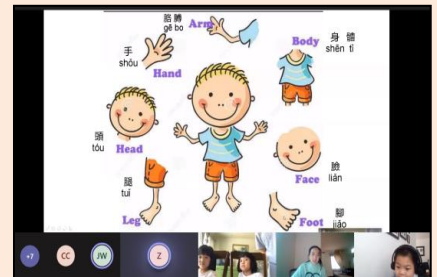 胳膊
gē bo
Arm
手
shǒu
Hand
Body
身 體
shēn tǐ
頭
tóu
Head
臉
liǎn
Face
腿
tuǐ
Leg
腳
jiǎo
Foot
+7
CC
JW
Z